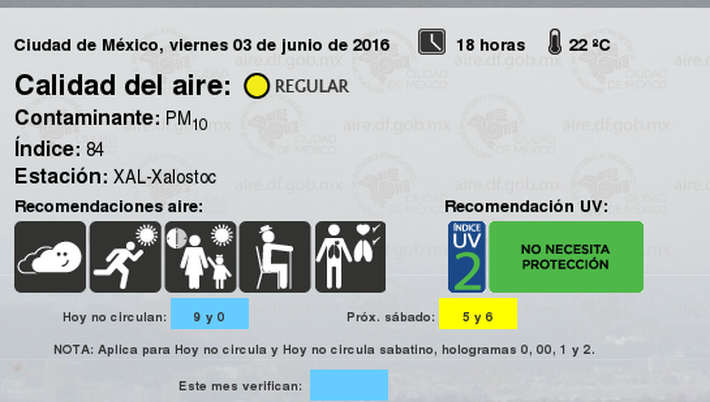 Ciudad de México, viernes 03 de junio de 2016 18 horas 22 ºC
Calidad del aire: REGULAR
Contaminante: PM10
Índice: 84
Estación: XAL-Xalostoc
Recomendaciones aire: Recomendación UV:
ÍNDICE
UV
2
NO NECESITA
PROTECCIÓN
Hoy no circulan: 9 y 0 Próx. sábado: 5 y 6
NOTA: Aplica para Hoy no circula y Hoy no circula sabatino, hologramas 0, 00, 1 y 2.
Este mes verifican:
aire.df.gob.mx
CIUDAD
DE MÉXICO